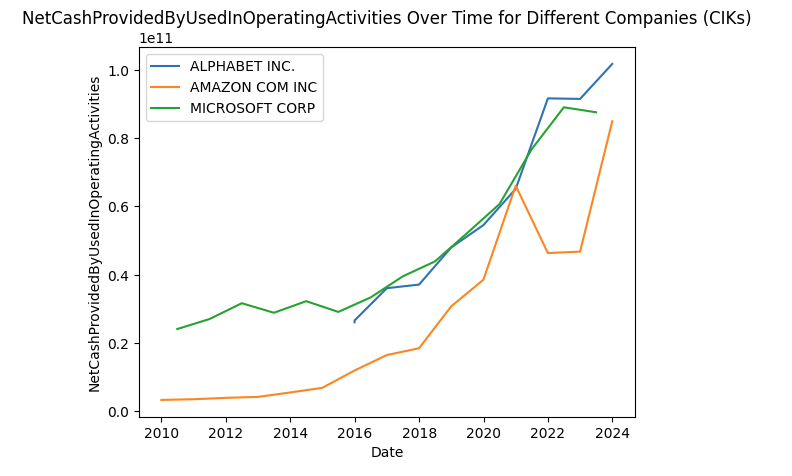 NetCashProvidedByUsedInOperatingActivities Over Time for Different Companies (CIKs)
1e11
ALPHABET INC.
AMAZON COM INC
MICROSOFT CORP
NetCashProvidedByUsedInOperatingActivities
1.0
0.8
0.6
0.4
0.2
0.0
2010 2012 2014 2016 2018 2020 2022 2024
Date